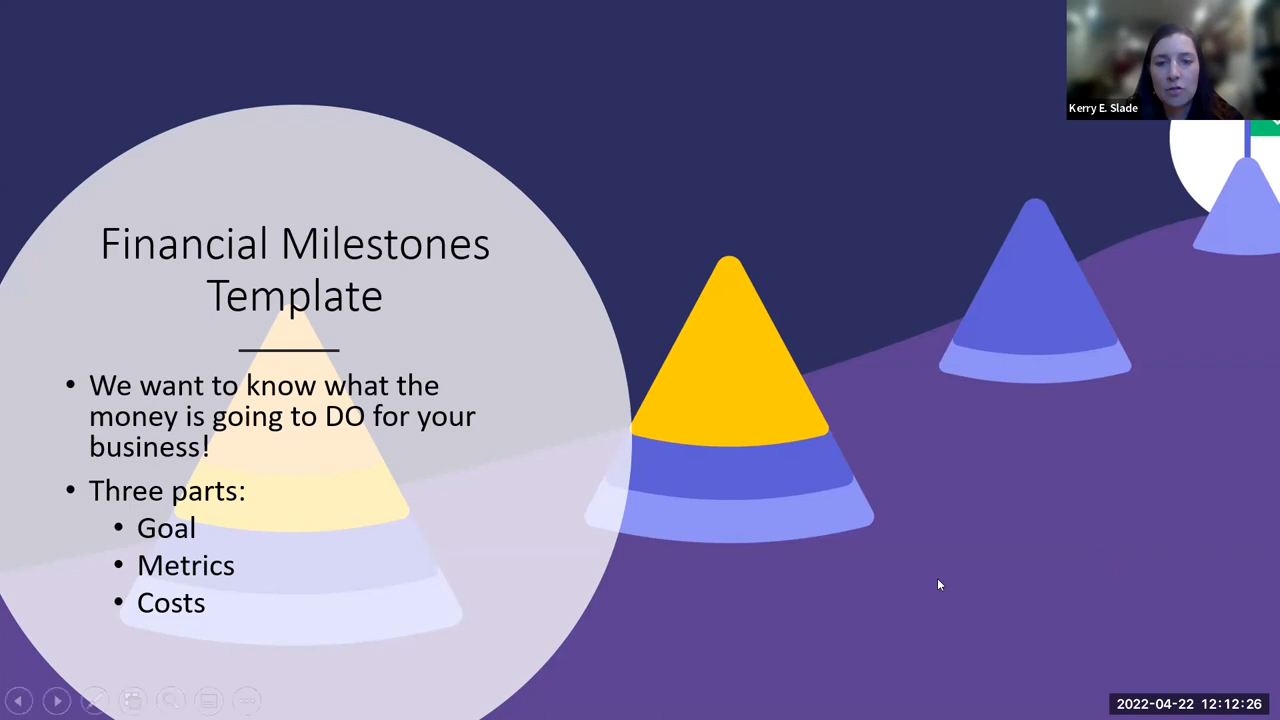 Kerry E. Slade
Financial Milestones
Template
• We want to know what the
money is going to DO for your
business!
• Three parts:
• Goal
• Metrics
• Costs
2022-04-22 12:12:26